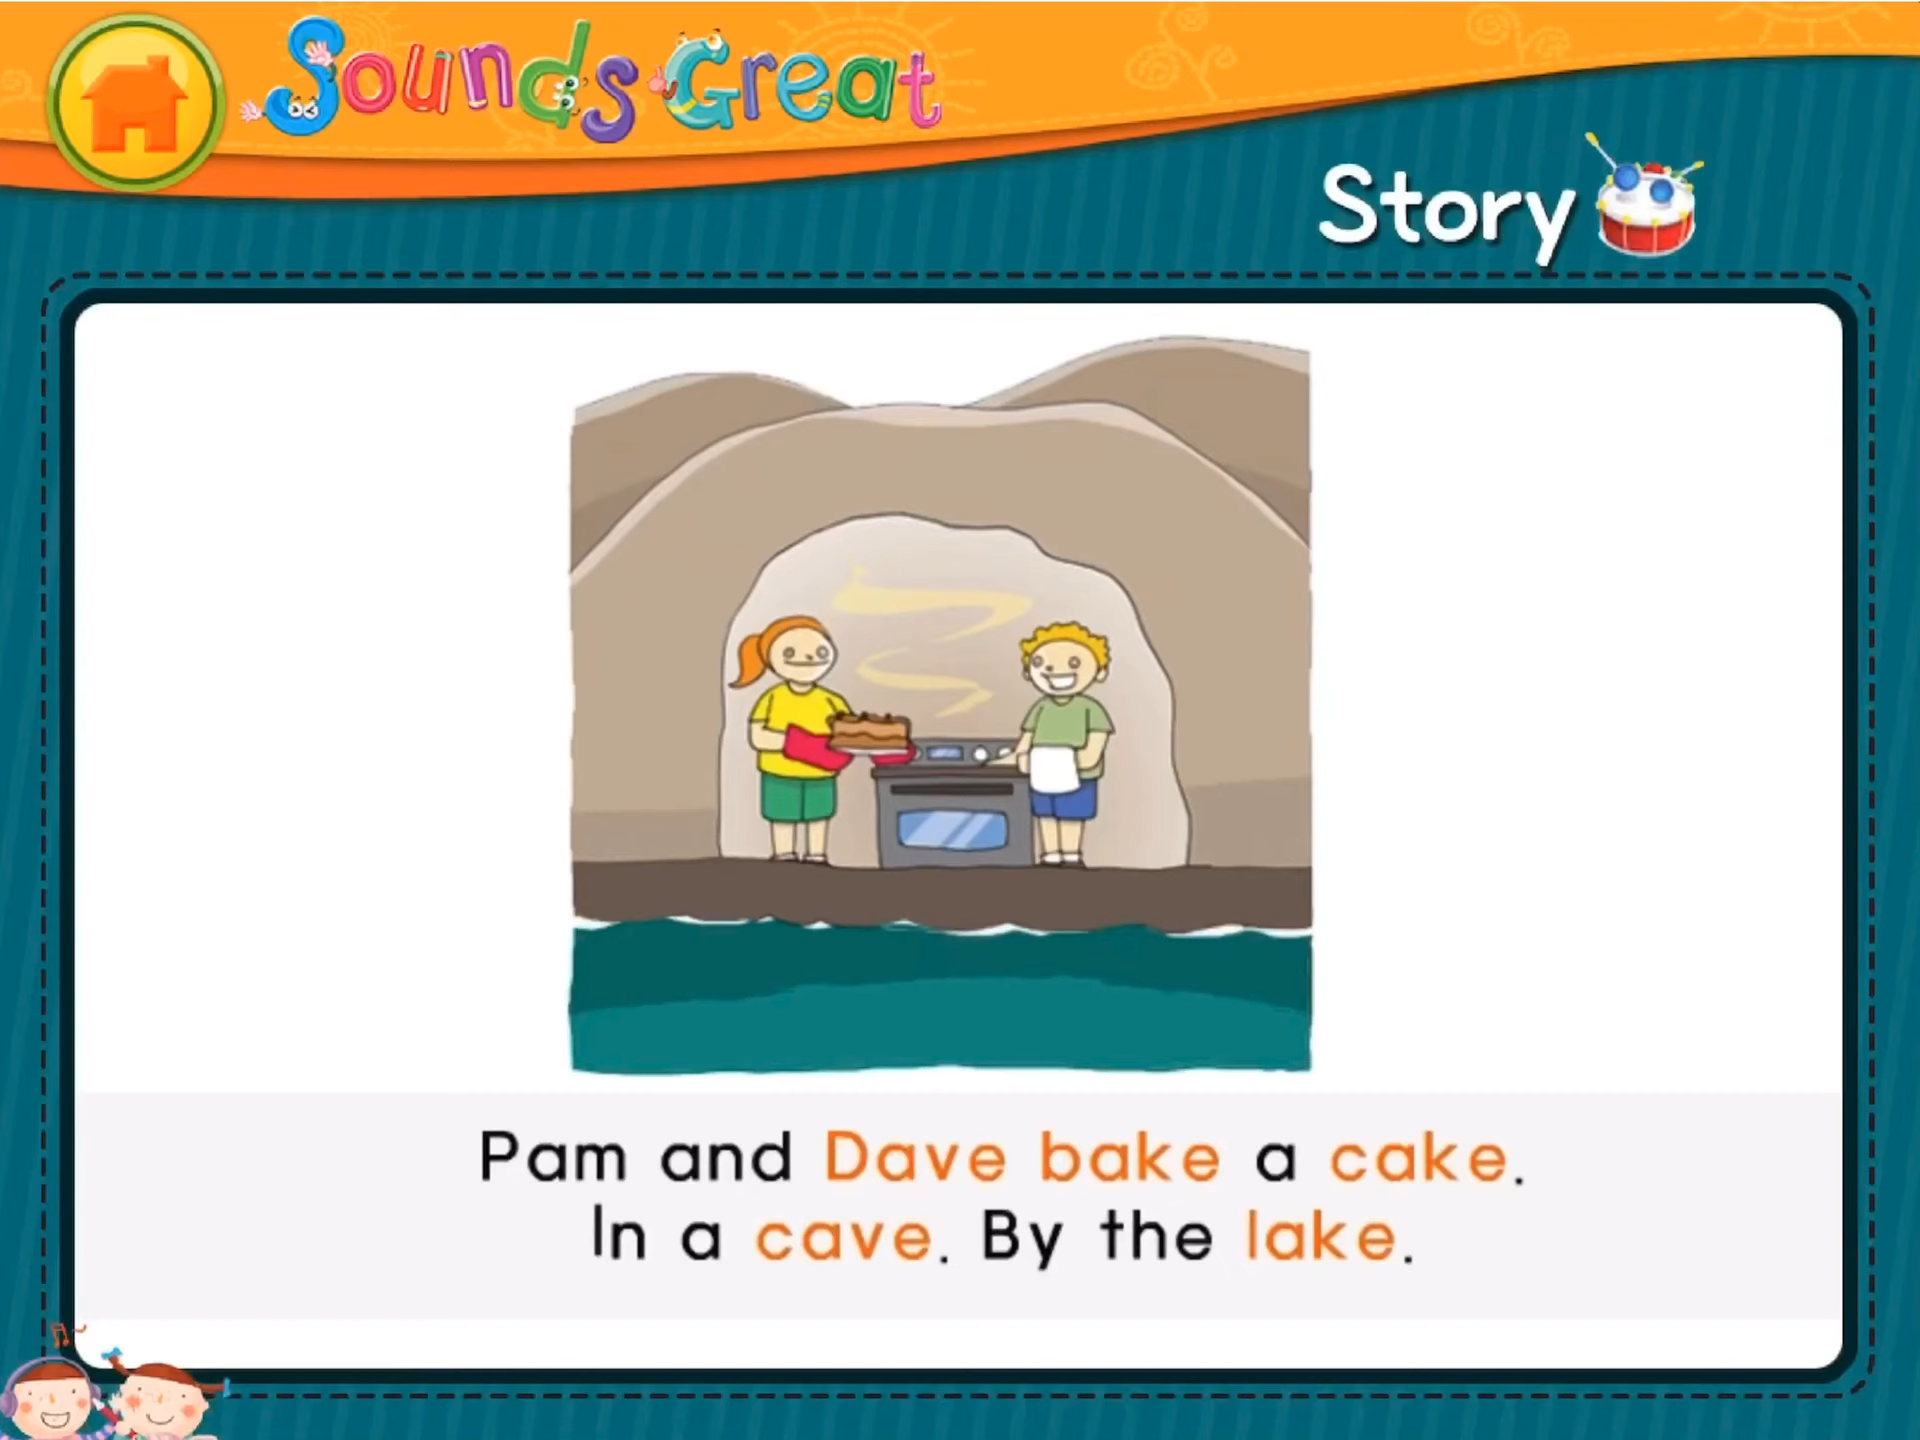 Sounds Great
Story
Pam and Dave bake a cake.
In a cave. By the lake.